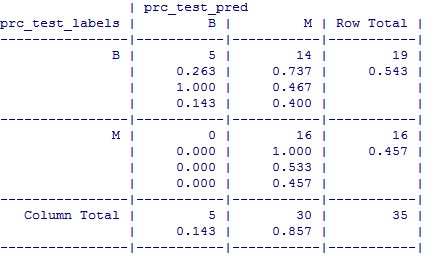 | prc_test_pred
prc_test_labels | B | M | Row Total |
----------------|-----------|-----------|-----------|
B | 5 | 14 | 19 |
| 0.263 | 0.737 | 0.543 |
| 1.000 | 0.467 | |
| 0.143 | 0.400 | |
----------------|-----------|-----------|-----------|
M | 0 | 16 | 16 |
| 0.000 | 1.000 | 0.457 |
| 0.000 | 0.533 | |
| 0.000 | 0.457 | |
----------------|-----------|-----------|-----------|
Column Total | 5 | 30 | 35 |
| 0.143 | 0.857 | |
----------------|-----------|-----------|-----------|